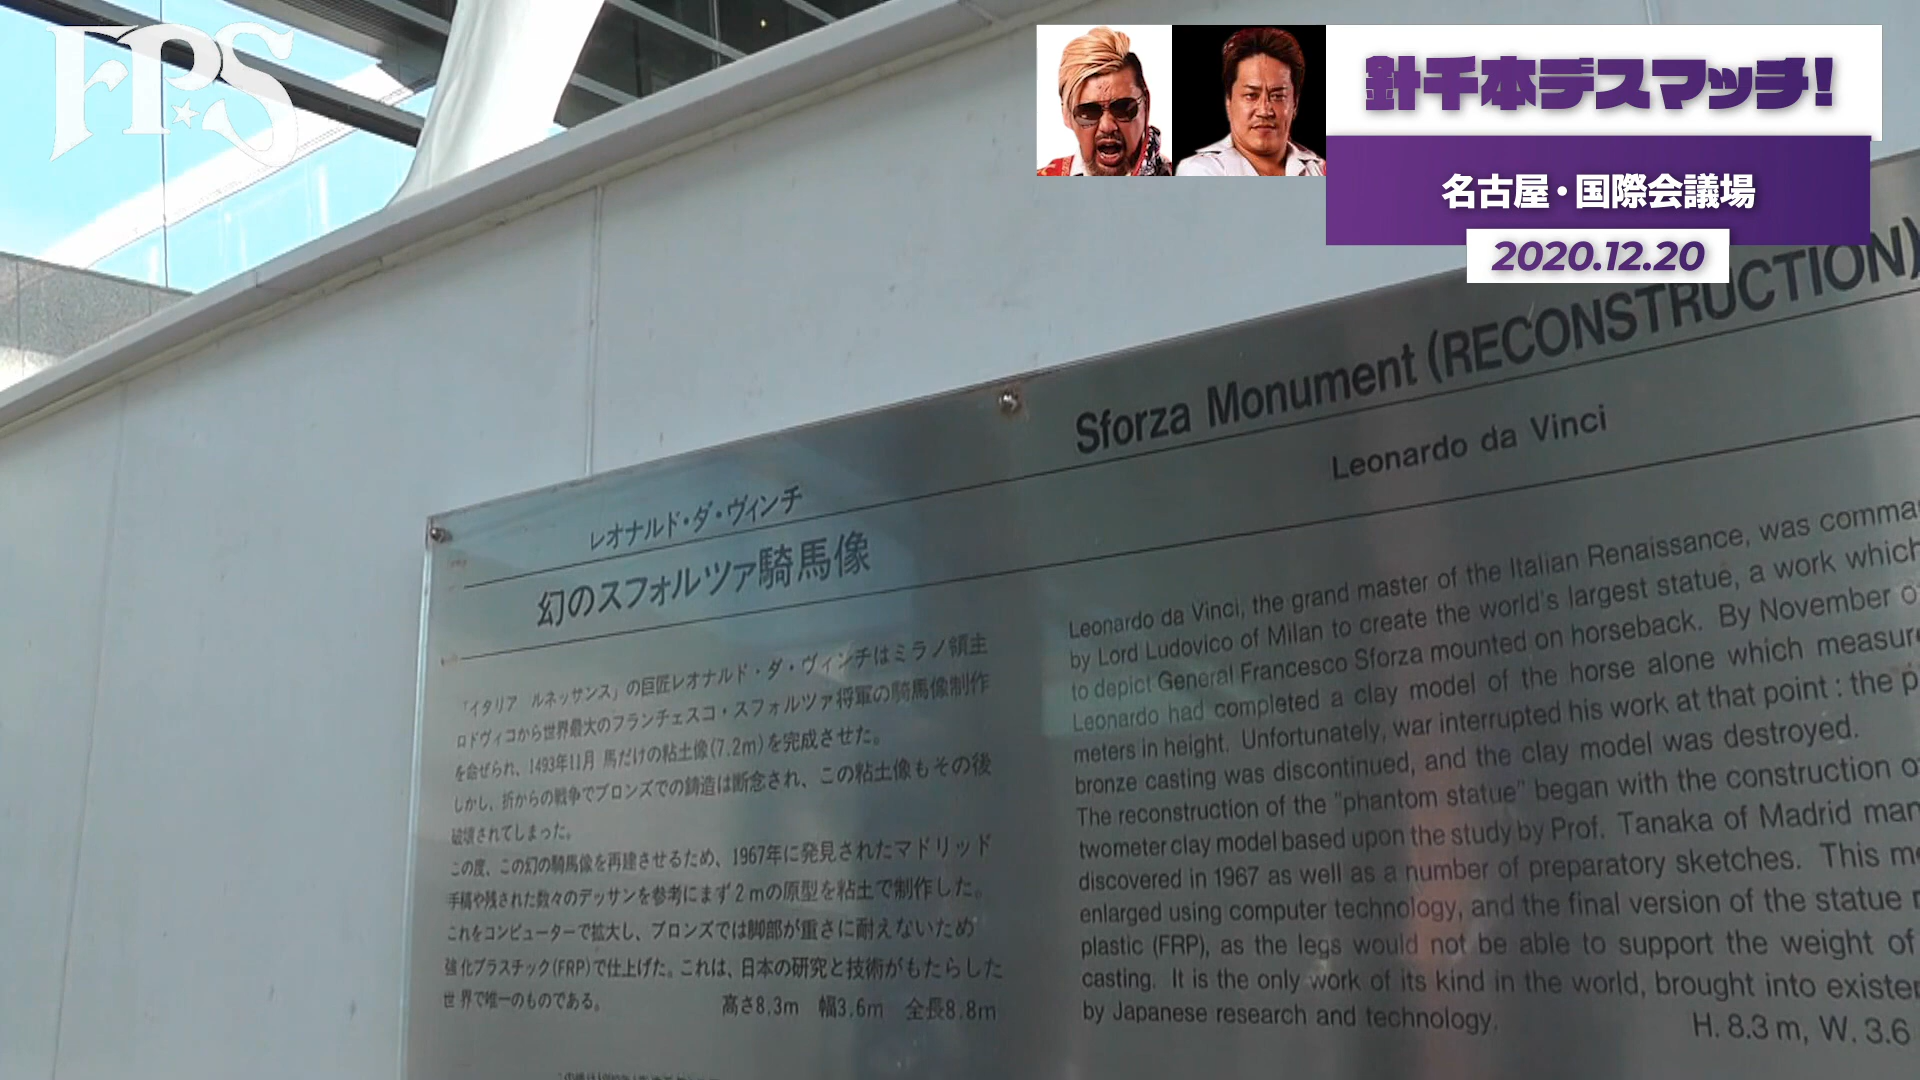 FPS
針千本デスマッチ!
名古屋・国際会議場
2020.12.20
レオナルド・ダ・ヴィンチ
幻のスフォルツァ騎馬像
「イタリア ルネッサンス」の巨匠レオナルド・ダ・ヴィンチはミラノ領主
ロドヴィコから世界最大のフランチェスコ・スフォルツァ将軍の騎馬像制作
を命ぜられ、1493年11月 馬だけの粘土像(7.2m)を完成させた。
しかし、折からの戦争でブロンズでの鋳造は断念され、この粘土像もその後
破壊されてしまった。
この度、この幻の騎馬像を再建させるため、1967年に発見されたマドリッド
手稿や残された数々のデッサンを参考にまず2mの原型を粘土で制作した。
これをコンピューターで拡大し、ブロンズでは脚部が重さに耐えないため
強化プラスチック(FRP)で仕上げた。これは、日本の研究と技術がもたらした
世界で唯一のものである。
高さ8.3m 幅3.6m 全長8.8m
Sforza Monument (RECONSTRUCTION)
Leonardo da Vinci
Leonardo da Vinci, the grand master of the Italian Renaissance, was comma
by Lord Ludovico of Milan to create the world's largest statue, a work which
to depict General Francesco Sforza mounted on horseback. By November o
Leonardo had completed a clay model of the horse alone which measur
meters in height. Unfortunately, war interrupted his work at that point : the p
bronze casting was discontinued, and the clay model was destroyed.
The reconstruction of the "phantom statue" began with the construction o
twometer clay model based upon the study by Prof. Tanaka of Madrid man
discovered in 1967 as well as a number of preparatory sketches. This m
enlarged using computer technology, and the final version of the statue
plastic (FRP), as the legs would not be able to support the weight of
casting. It is the only work of its kind in the world, brought into existe
by Japanese research and technology.
H. 8.3 m, W. 3.6